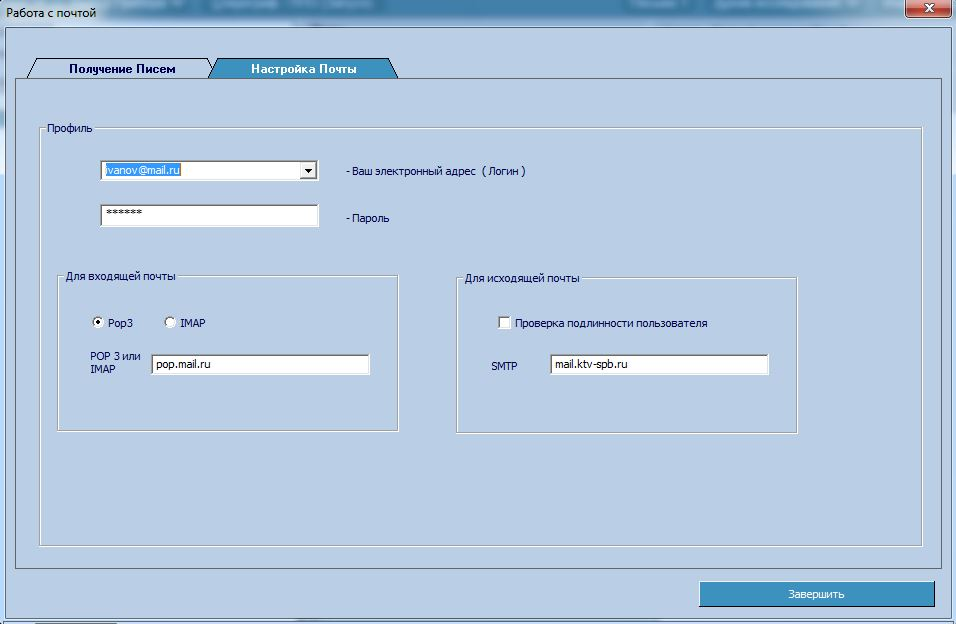 Работа с почтой
Получение Писем
Настройка Почты
Профиль
ivanov@mail.ru
- Ваш электронный адрес ( Логин )
******
- Пароль
Для входящей почты
Pop3
IMAP
POP 3 или
IMAP
pop.mail.ru
Для исходящей почты
Проверка подлинности пользователя
SMTP
mail.ktv-spb.ru
Завершить